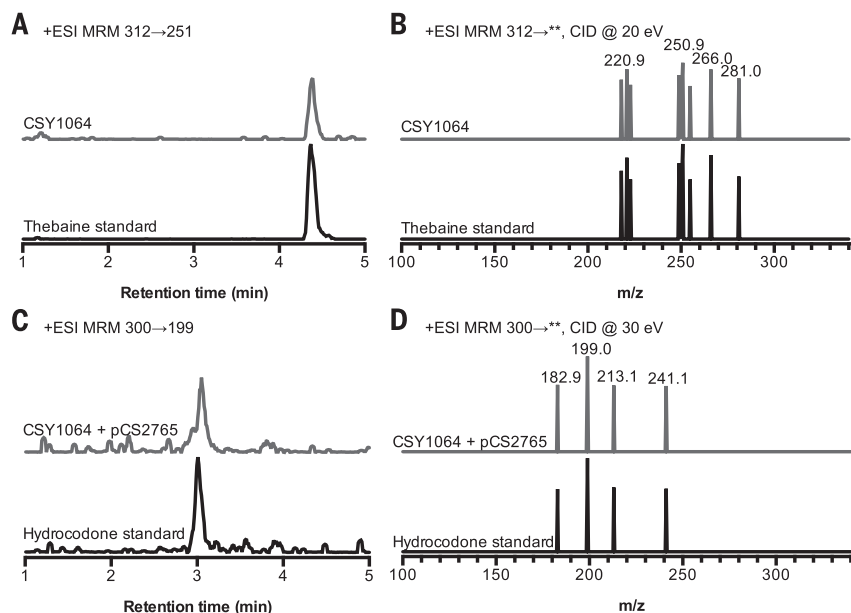 A +ESI MRM 312→251
CSY1064
Thebaine standard
1 2 3 4 5
Retention time (min)
B +ESI MRM 312→**, CID @ 20 eV
250.9
220.9 266.0
281.0
CSY1064
Thebaine standard
100 150 200 250 300
m/z
C +ESI MRM 300→199
CSY1064 + pCS2765
Hydrocodone standard
1 2 3 4 5
Retention time (min)
D +ESI MRM 300→**, CID @ 30 eV
199.0
182.9 213.1 241.1
CSY1064 + pCS2765
Hydrocodone standard
100 150 200 250 300
m/z